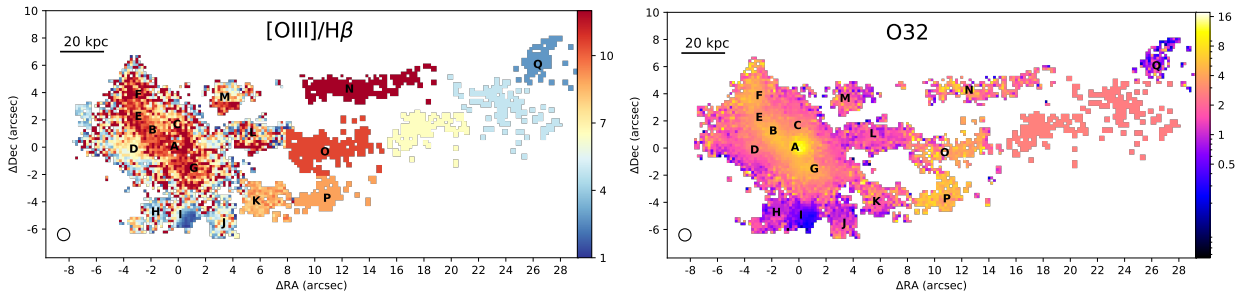 [OIII]/Hβ
20 kpc
Q
N
M
F
E
C
B
L
A
D
O
G
K
P
H
I
J
10
8
6
4
2
0
-2
-4
-6
ΔDec (arcsec)
-8 -6 -4 -2 0 2 4 6 8 10 12 14 16 18 20 22 24 26 28
ΔRA (arcsec)
10
7
4
1
O32
20 kpc
Q
N
M
F
E
C
B
L
A
D
O
G
K
P
H
I
J
10
8
6
4
2
0
-2
-4
-6
ΔDec (arcsec)
-8 -6 -4 -2 0 2 4 6 8 10 12 14 16 18 20 22 24 26 28
ΔRA (arcsec)
16
8
4
2
1
0.5